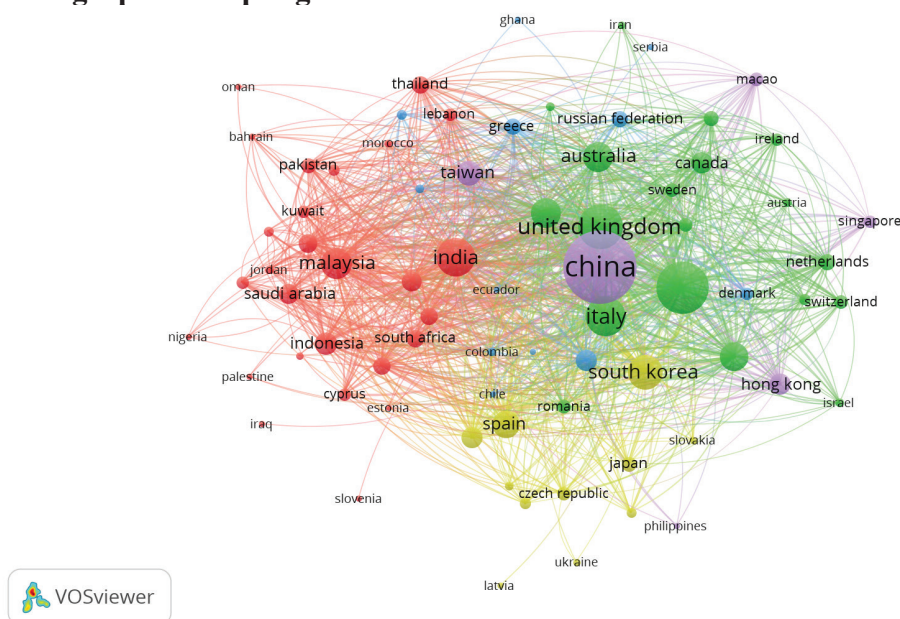 ghana
iran
serbia
oman
thailand
macao
lebanon
greece
russian federation
bahrain
morocco
ireland
pakistan
taiwan
australia
canada
sweden
austria
kuwait
united kingdom
singapore
india
malaysia
china
jordan
netherlands
saudi arabia
ecuador
denmark
switzerland
italy
nigeria
indonesia
south africa
colombia
south korea
palestine
hong kong
cyprus
chile
estonia
romania
israel
iraq
spain
slovakia
japan
slovenia
czech republic
philippines
ukraine
latvia
VOSviewer